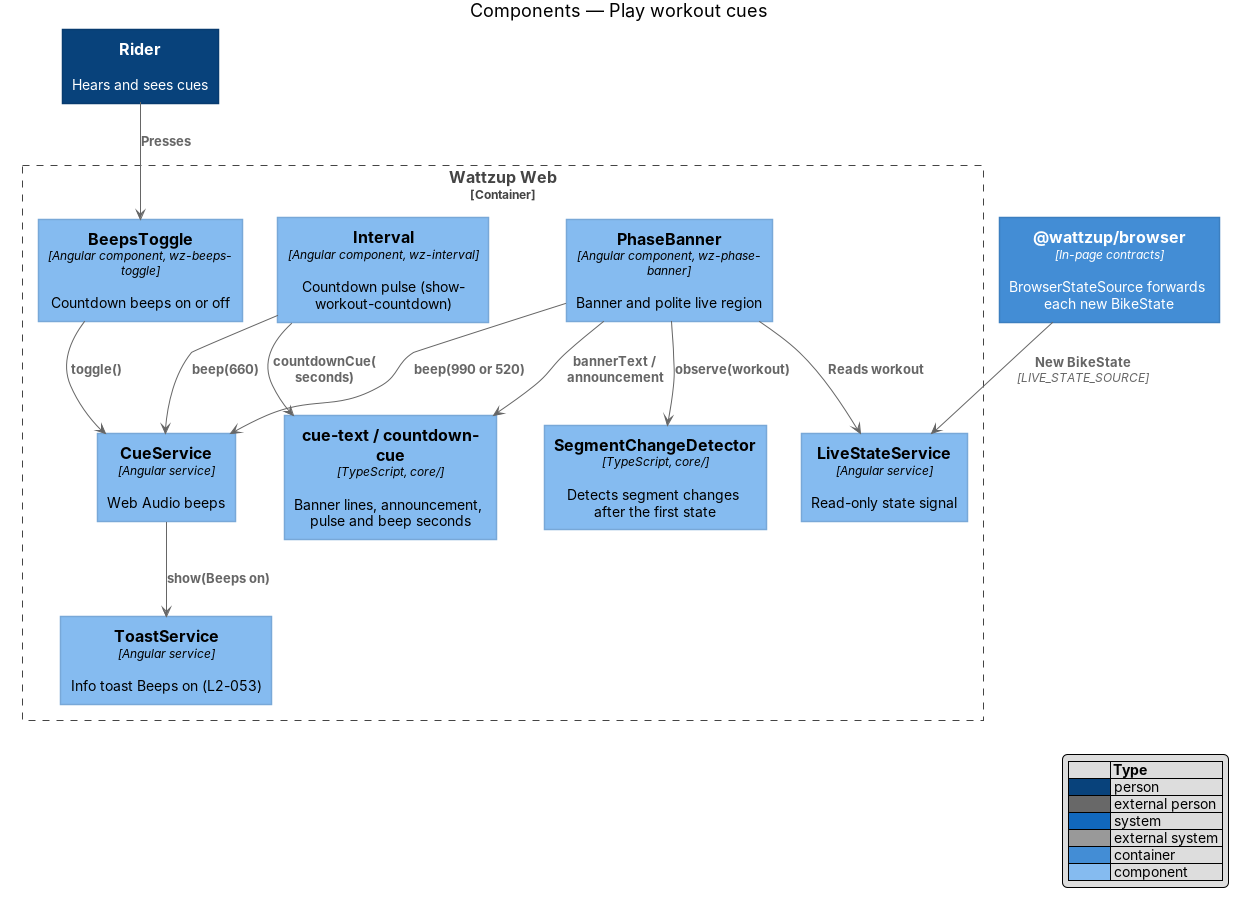 Components — Play workout cues
Rider
Hears and sees cues
Presses
Wattzup Web
[Container]
BeepsToggle
[Angular component, wz-beeps-
toggle]
Countdown beeps on or off
Interval
[Angular component, wz-interval]
Countdown pulse (show-
workout-countdown)
PhaseBanner
[Angular component, wz-phase-
banner]
Banner and polite live region
@wattzup/browser
[In-page contracts]
BrowserStateSource forwards
each new BikeState
toggle()
beep(660)
countdownCue(
seconds)
beep(990 or 520)
bannerText /
announcement
observe(workout)
Reads workout
New BikeState
[LIVE_STATE_SOURCE]
CueService
[Angular service]
Web Audio beeps
cue-text / countdown-
cue
[TypeScript, core/]
Banner lines, announcement,
pulse and beep seconds
SegmentChangeDetector
[TypeScript, core/]
Detects segment changes
after the first state
LiveStateService
[Angular service]
Read-only state signal
show(Beeps on)
ToastService
[Angular service]
Info toast Beeps on (L2-053)
Type
person
external person
system
external system
container
component